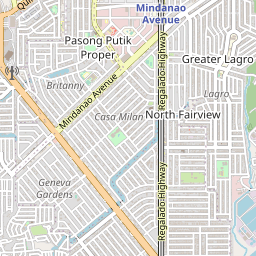 Mindanao
Avenue
Pasong Putik
Proper
Regalado Highway
Greater Lagro
Britanny
Lagro
Mindanao Avenue
Casa Milan
North Fairview
Geneva
Gardens
Regalado Highway